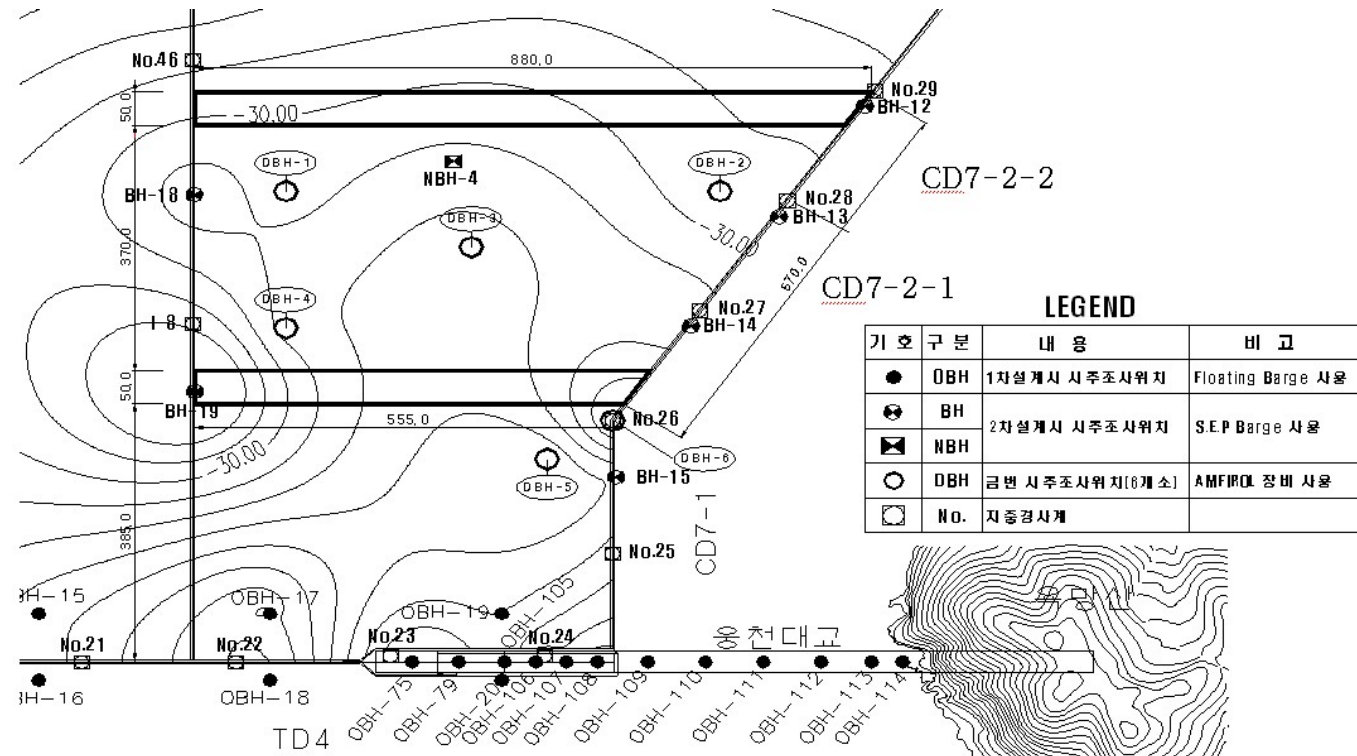 No.46
880.0
No.29
BH-12
50.0
-30.00
DBH-1
NBH-4
DBH-2
CD7-2-2
BH-18
No.28
BH-13
DBH-3
-30.00
370.0
670.0
CD7-2-1
DBH-4
No.27
I-8
BH-14
LEGEND
기 호 구 분 내 용 비 고
OBH 1차설계시 시추조사위치 Floating Barge 사용
BH 2차설계시 시추조사위치 S.E.P Barge 사용
NBH
DBH 금번 시추조사위치(6개소) AMFIROL 장비 사용
No. 지중경사계
50.0
BH-19
555.0
No.26
-30.00
DBH-6
DBH-5
BH-15
CD7-1
385.0
No.25
BH-15
OBH-17
OBH-19
OBH-105
No.21
No.22
No.23
No.24
웅천대교
BH-16
OBH-18
OBH-75
OBH-79
OBH-106
OBH-107
OBH-108
OBH-109
OBH-110
OBH-111
OBH-112
OBH-113
OBH-114
TD4